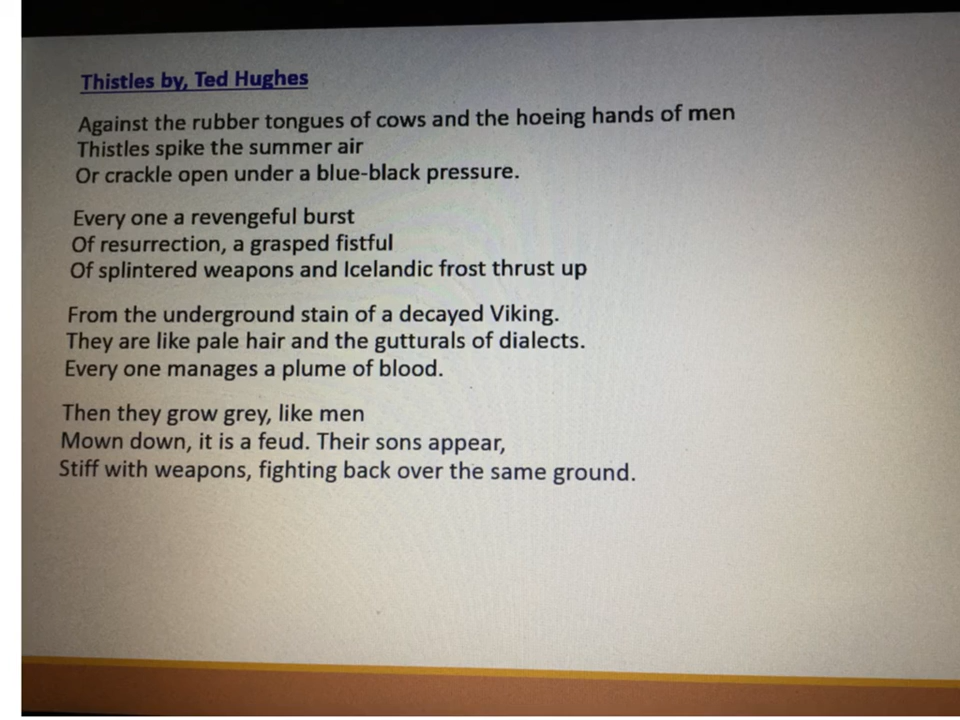 Thistles by, Ted Hughes
Against the rubber tongues of cows and the hoeing hands of men
Thistles spike the summer air
Or crackle open under a blue-black pressure.
Every one a revengeful burst
Of resurrection, a grasped fistful
Of splintered weapons and Icelandic frost thrust up
From the underground stain of a decayed Viking.
They are like pale hair and the gutturals of dialects.
Every one manages a plume of blood.
Then they grow grey, like men
Mown down, it is a feud. Their sons appear,
Stiff with weapons, fighting back over the same ground.